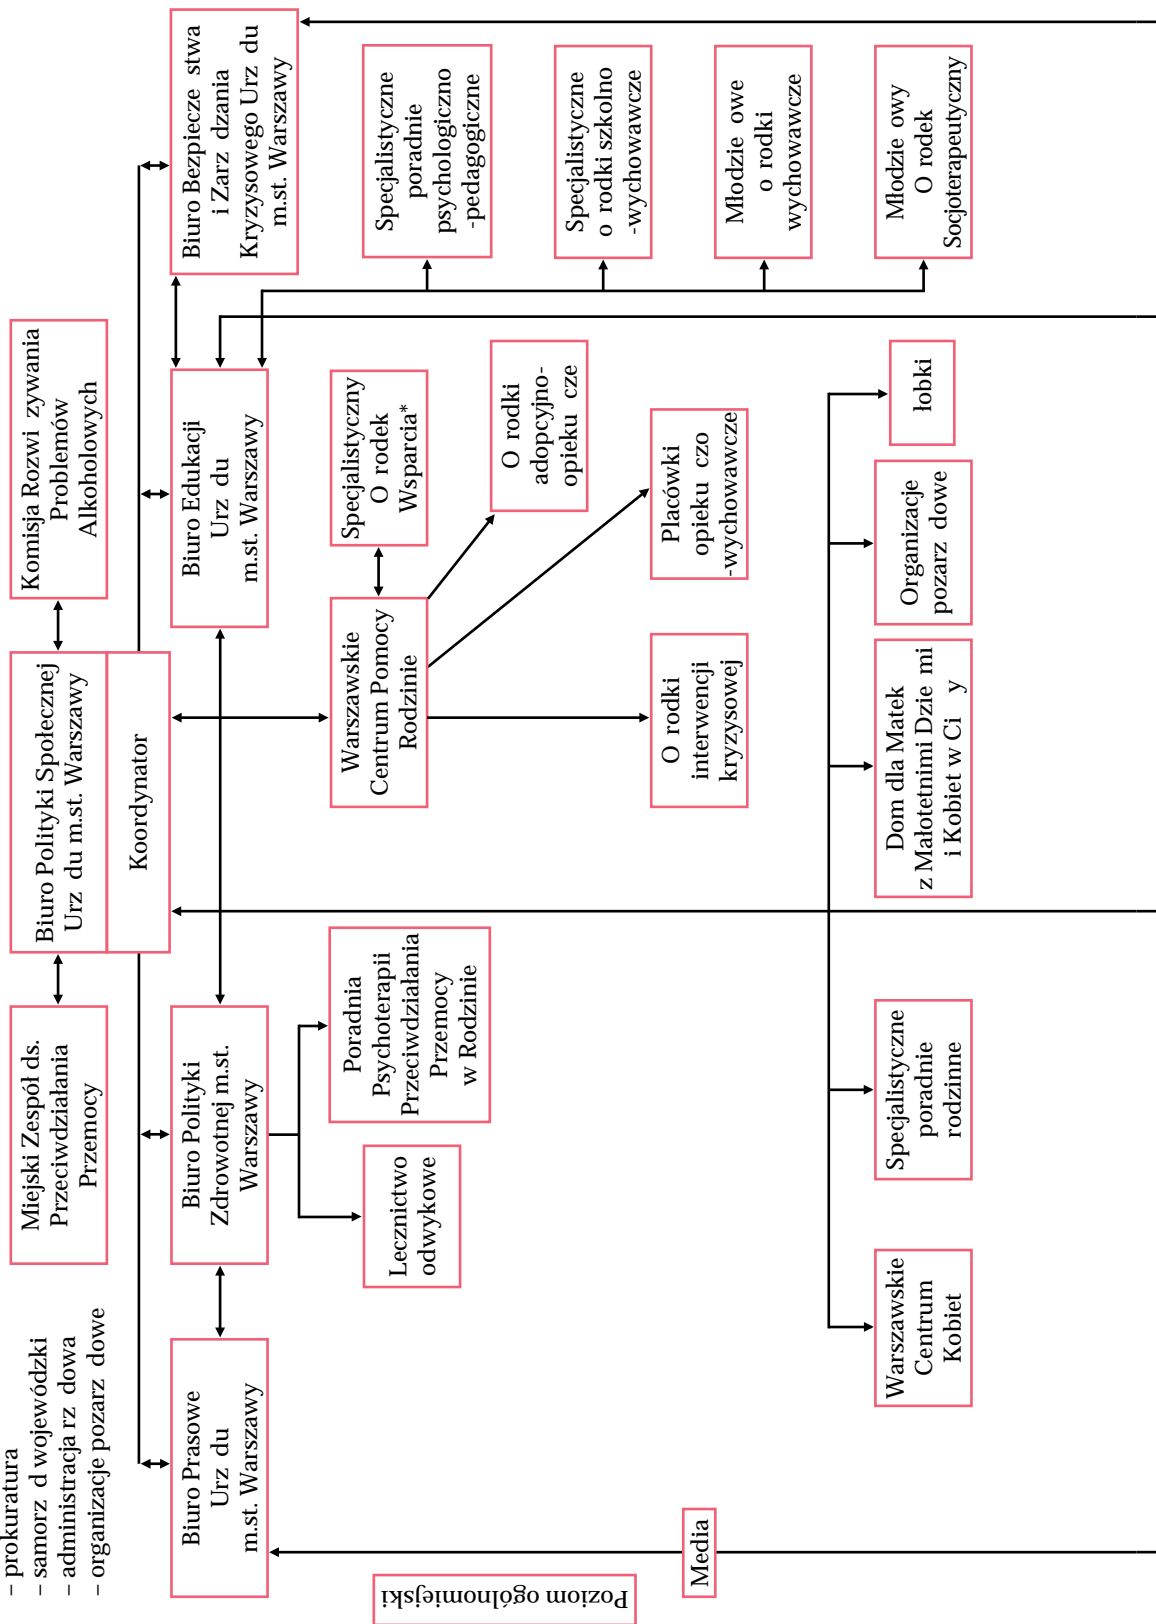 – prokuratura
– samorz d wojewódzki
– administracja rz dowa
– organizacje pozarz dowe
Miejski Zespół ds.
Przeciwdziałania
Przemocy
Biuro Polityki Społecznej
Urz du m.st. Warszawy
Koordynator
Komisja Rozwi zywania
Problemów
Alkoholowych
Biuro Prasowe
Urz du
m.st. Warszawy
Biuro Polityki
Zdrowotnej m.st.
Warszawy
Biuro Edukacji
Urz du
m.st. Warszawy
Biuro Bezpiecze stwa
i Zarz dzania
Kryzysowego Urz du
m.st. Warszawy
Lecznictwo
odwykowe
Poradnia
Psychoterapii
Przeciwdziałania
Przemocy
w Rodzinie
Warszawskie
Centrum Pomocy
Rodzinie
Specjalistyczny
O rodek
Wsparcia*
Specjalistyczne
poradnie
psychologiczno
-pedagogiczne
O rodki
adopcyjno-
opieku cze
Specjalistyczne
o rodki szkolno
-wychowawcze
Poziom ogólnomiejski
Media
O rodki
interwencji
kryzysowej
Placówki
opieku czo
-wychowawcze
Młodzie owe
o rodki
wychowawcze
Młodzie owy
O rodek
Socjoterapeutyczny
Warszawskie
Centrum
Kobiet
Specjalistyczne
poradnie
rodzinne
Dom dla Matek
z Małotetnimi Dzie mi
i Kobiet w Ci y
Organizacje
pozarz dowe
łobki